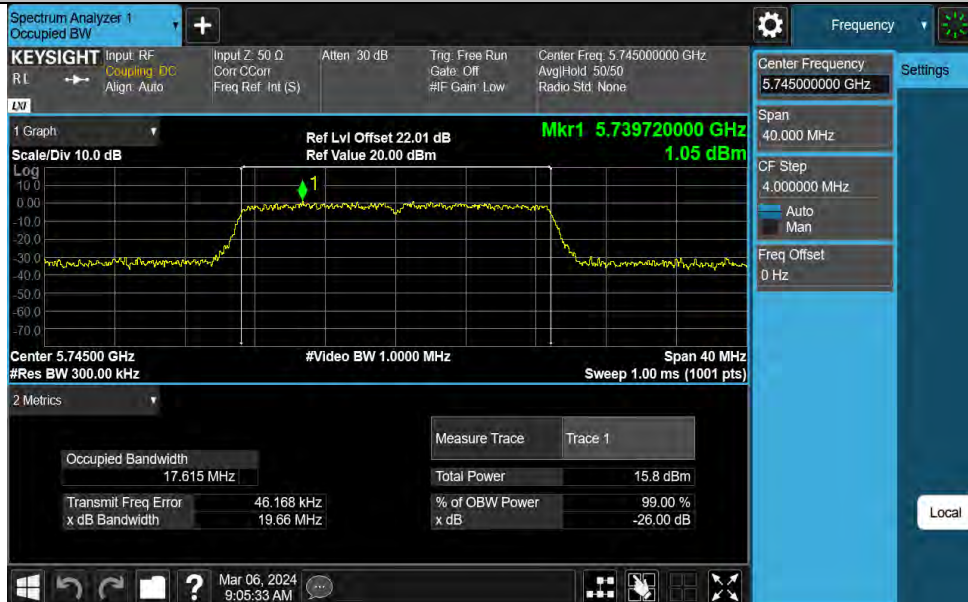 Spectrum Analyzer 1
Occupied BW
Frequency
KEYSIGHT
Input: RF
Coupling: DC
Align: Auto
Input Z: 50 Ω
Corr CCorr
Freq Ref: Int (S)
Atten: 30 dB
Trig: Free Run
Gate: Off
#IF Gain: Low
Center Freq: 5.745000000 GHz
Avg|Hold: 50/50
Radio Std: None
LXI
Center Frequency
5.745000000 GHz
Settings
Span
40.000 MHz
CF Step
4.000000 MHz
Auto
Man
Freq Offset
0 Hz
Local
1 Graph
Scale/Div 10.0 dB
Ref Lvl Offset 22.01 dB
Ref Value 20.00 dBm
Mkr1 5.739720000 GHz
1.05 dBm
Log
10.0
0.00
-10.0
-20.0
-30.0
-40.0
-50.0
-60.0
-70.0
1
Center 5.74500 GHz
#Res BW 300.00 kHz
#Video BW 1.0000 MHz
Span 40 MHz
Sweep 1.00 ms (1001 pts)
2 Metrics
Occupied Bandwidth
17.615 MHz
Transmit Freq Error 46.168 kHz
x dB Bandwidth 19.66 MHz
Measure Trace Trace 1
Total Power 15.8 dBm
% of OBW Power 99.00 %
x dB -26.00 dB
?
Mar 06, 2024
9:05:33 AM